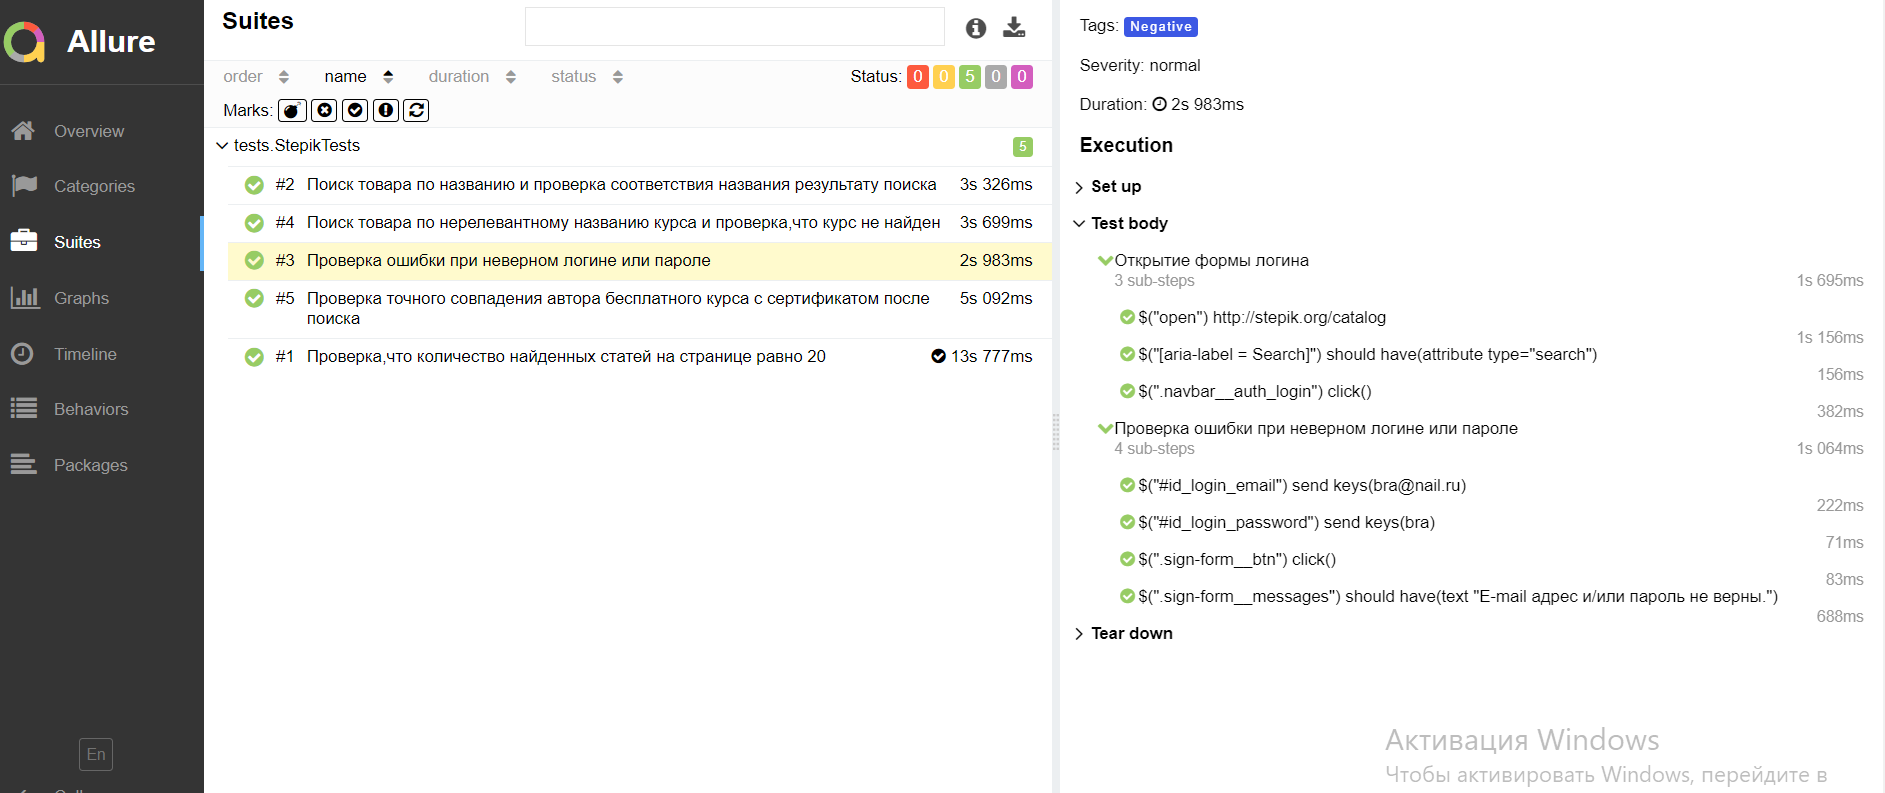 Allure
Overview
Categories
Suites
Graphs
Timeline
Behaviors
Packages
En
Suites
order name duration status Status: 0 0 5 0 0
Marks:
tests.StepikTests 5
#2 Поиск товара по названию и проверка соответствия названия результату поиска 3s 326ms
#4 Поиск товара по нерелевантному названию курса и проверка,что курс не найден 3s 699ms
#3 Проверка ошибки при неверном логине или пароле 2s 983ms
#5 Проверка точного совпадения автора бесплатного курса с сертификатом после 5s 092ms
поиска
#1 Проверка,что количество найденных статей на странице равно 20 13s 777ms
Tags: Negative
Severity: normal
Duration: 2s 983ms
Execution
Set up
Test body
Открытие формы логина
3 sub-steps 1s 695ms
$("open") http://stepik.org/catalog
1s 156ms
$("[aria-label = Search]") should have(attribute type="search")
156ms
$(".navbar__auth_login") click()
382ms
Проверка ошибки при неверном логине или пароле
4 sub-steps 1s 064ms
$("#id_login_email") send keys(bra@nail.ru)
222ms
$("#id_login_password") send keys(bra)
71ms
$(".sign-form__btn") click()
83ms
$(".sign-form__messages") should have(text "E-mail адрес и/или пароль не верны.")
688ms
Tear down
Активация Windows
Чтобы активировать Windows, перейдите в